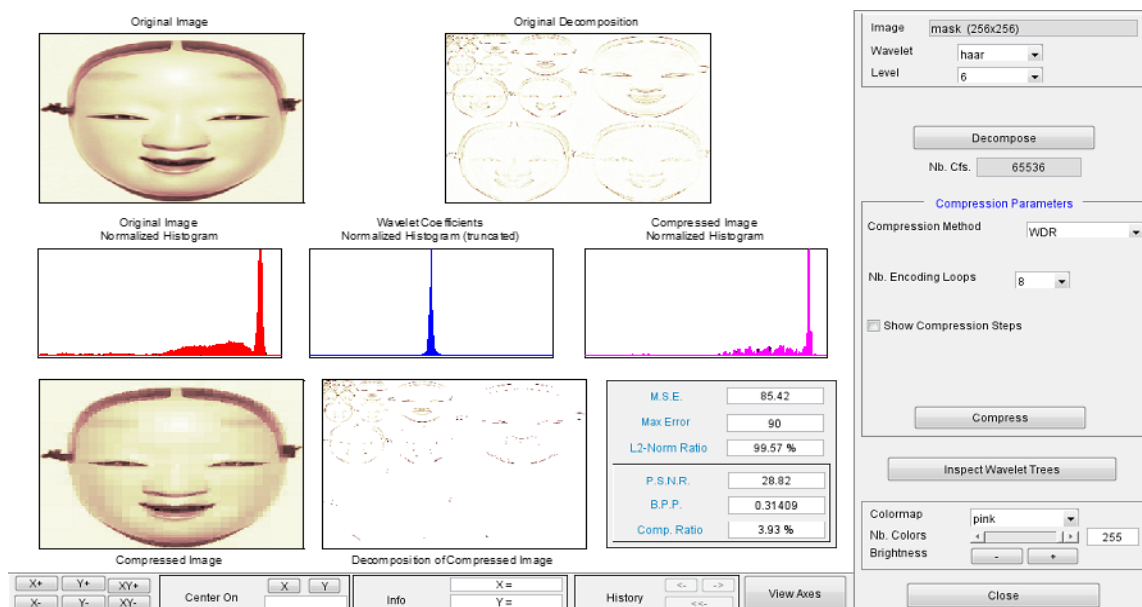 Original Image
Original Decomposition
Original Image
Normalized Histogram
Wavelet Coefficients
Normalized Histogram (truncated)
Compressed Image
Normalized Histogram
M.S.E. 85.42
Max Error 90
L2-Norm Ratio 99.57 %
P.S.N.R. 28.82
B.P.P. 0.31409
Comp. Ratio 3.93 %
Compressed Image
Decomposition of Compressed Image
X+ Y+ XY+
X- Y- XY-
Center On X Y
Info X =
Y =
History <- ->
<<-
View Axes
Image mask (256x256)
Wavelet haar
Level 6
Decompose
Nb. Cfs. 65536
Compression Parameters
Compression Method WDR
Nb. Encoding Loops 8
Show Compression Steps
Compress
Inspect Wavelet Trees
Colormap pink
Nb. Colors 255
Brightness - +
Close